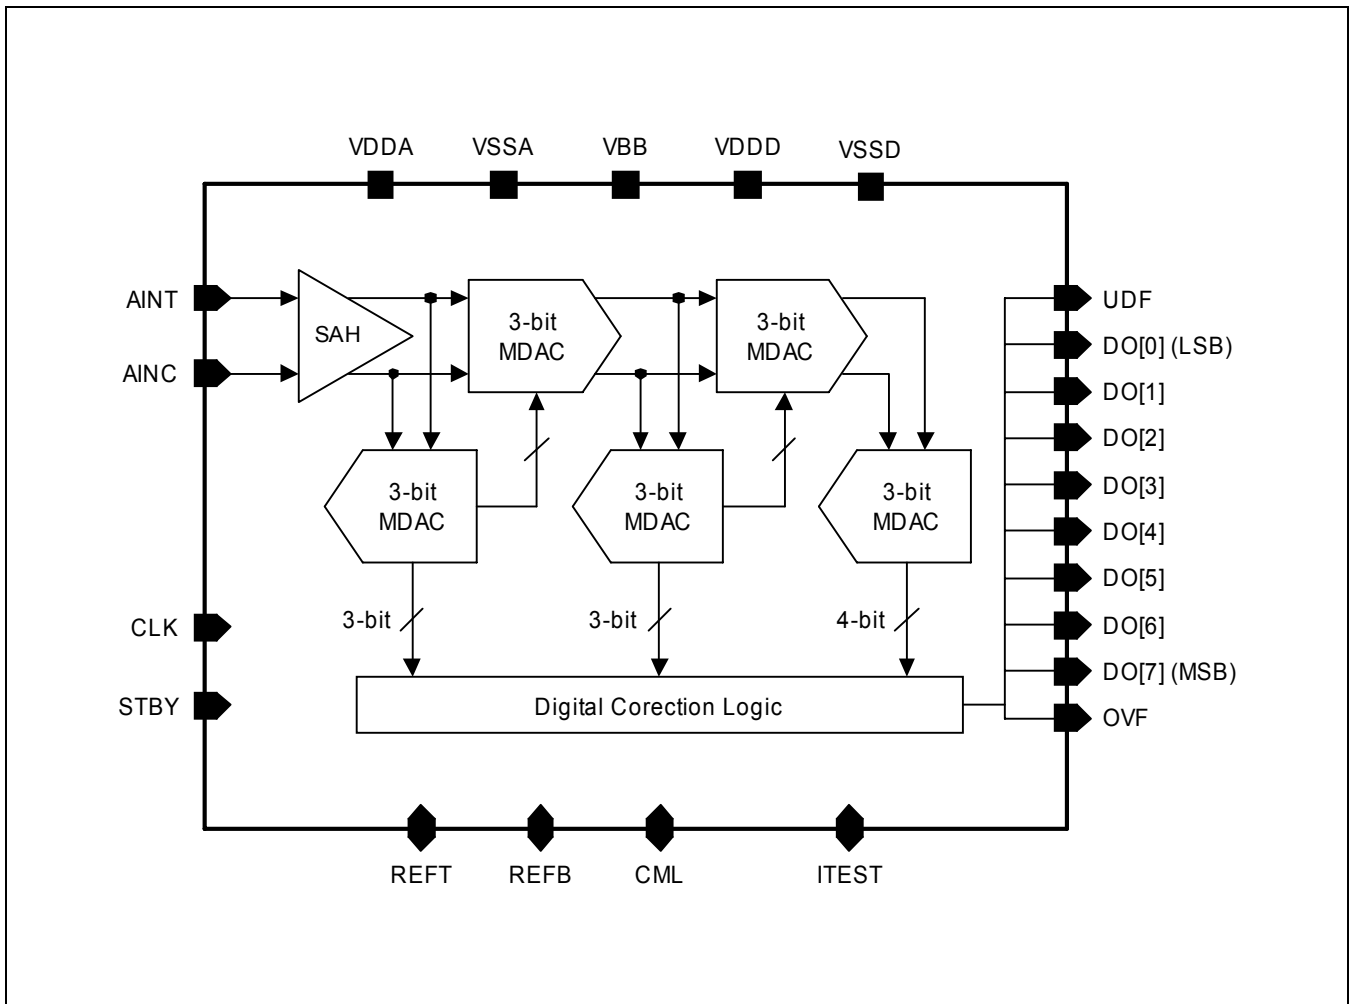 VDDA
VSSA
VBB
VDDD
VSSD
AINT
AINC
CLK
STBY
SAH
3-bit
MDAC
3-bit
MDAC
3-bit
MDAC
3-bit
MDAC
3-bit
MDAC
3-bit
3-bit
4-bit
Digital Corection Logic
UDF
DO[0] (LSB)
DO[1]
DO[2]
DO[3]
DO[4]
DO[5]
DO[6]
DO[7] (MSB)
OVF
REFT
REFB
CML
ITEST